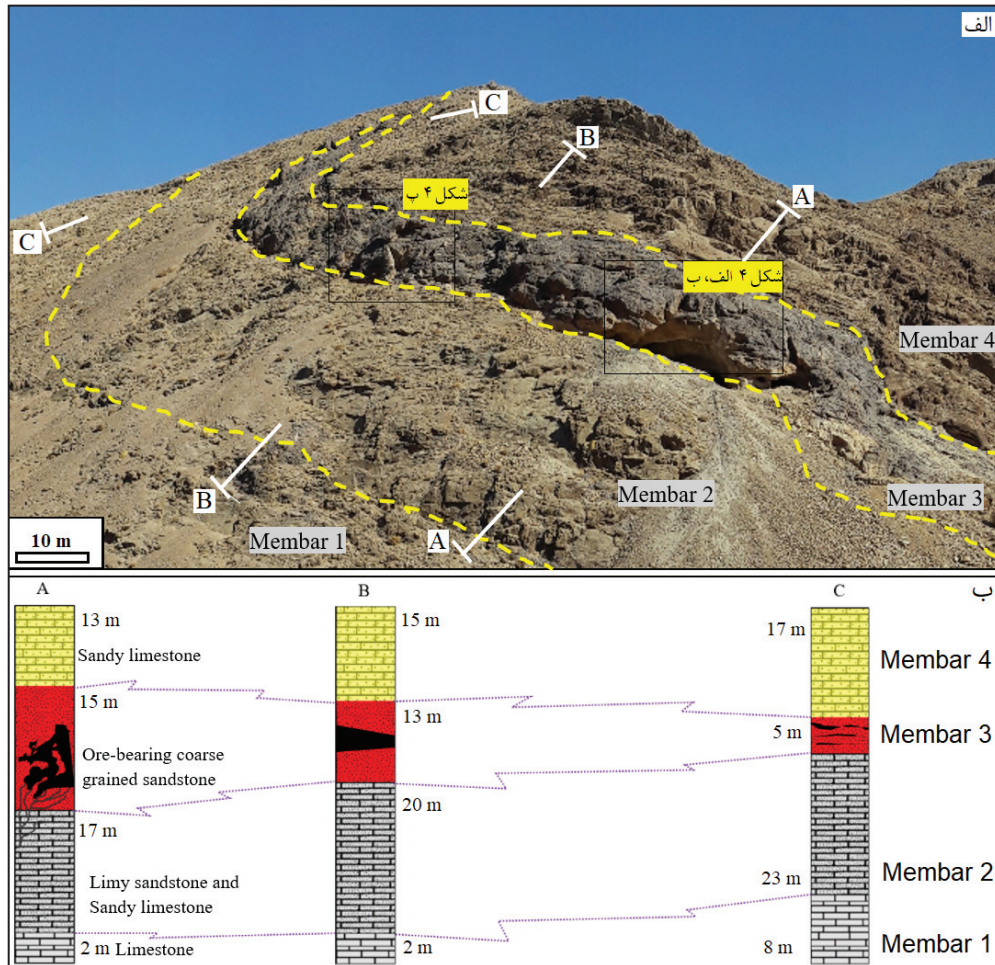 الف
C
B
شکل ۴ پ
A
C
شکل ۴ الف، ب
Membar 4
B
Membar 2
Membar 3
A
Membar 1
10 m
A
B
C
ب
13 m
15 m
17 m
Sandy limestone
Membar 4
15 m
13 m
5 m
Membar 3
Ore-bearing coarse
grained sandstone
17 m
20 m
23 m
Membar 2
Limy sandstone and
Sandy limestone
2 m
Limestone
2 m
8 m
Membar 1